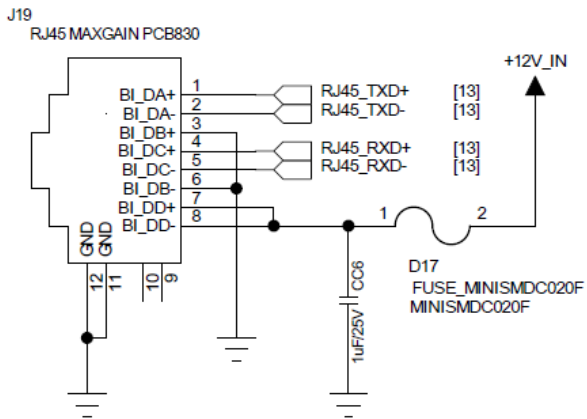 J19
RJ45 MAXGAIN PCB830
+12V_IN
BI_DA+ 1 RJ45_TXD+ [13]
BI_DA- 2 RJ45_TXD- [13]
BI_DB+ 3
BI_DC+ 4 RJ45_RXD+ [13]
BI_DC- 5 RJ45_RXD- [13]
BI_DB- 6
BI_DD+ 7
BI_DD- 8
1 2
GND GND
12 11 10 9
CC6
1uF/25V
D17
FUSE_MINISMDC020F
MINISMDC020F